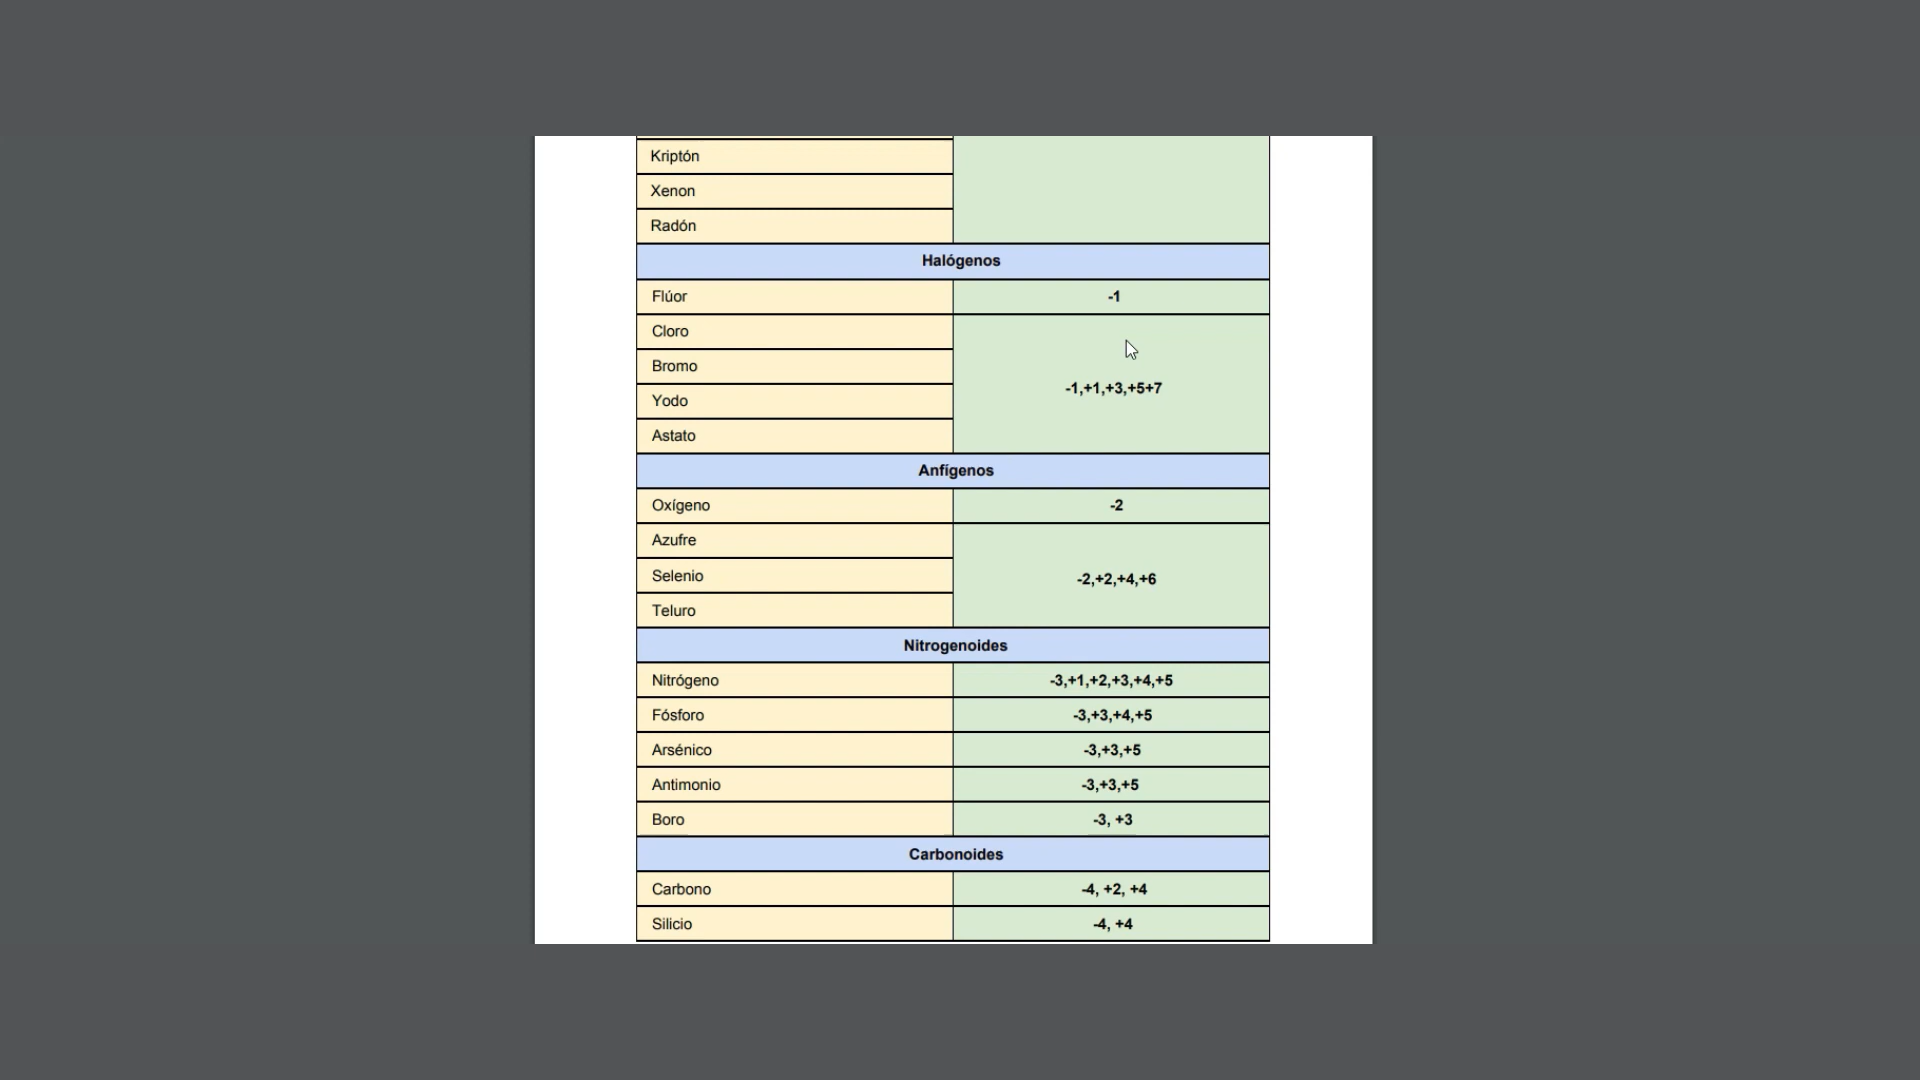 Kriptón
Xenon
Radón
Halógenos
Flúor -1
Cloro
Bromo
-1,+1,+3,+5+7
Yodo
Astato
Anfígenos
Oxígeno -2
Azufre
Selenio -2,+2,+4,+6
Teluro
Nitrogenoides
Nitrógeno -3,+1,+2,+3,+4,+5
Fósforo -3,+3,+4,+5
Arsénico -3,+3,+5
Antimonio -3,+3,+5
Boro -3, +3
Carbonoides
Carbono -4, +2, +4
Silicio -4, +4